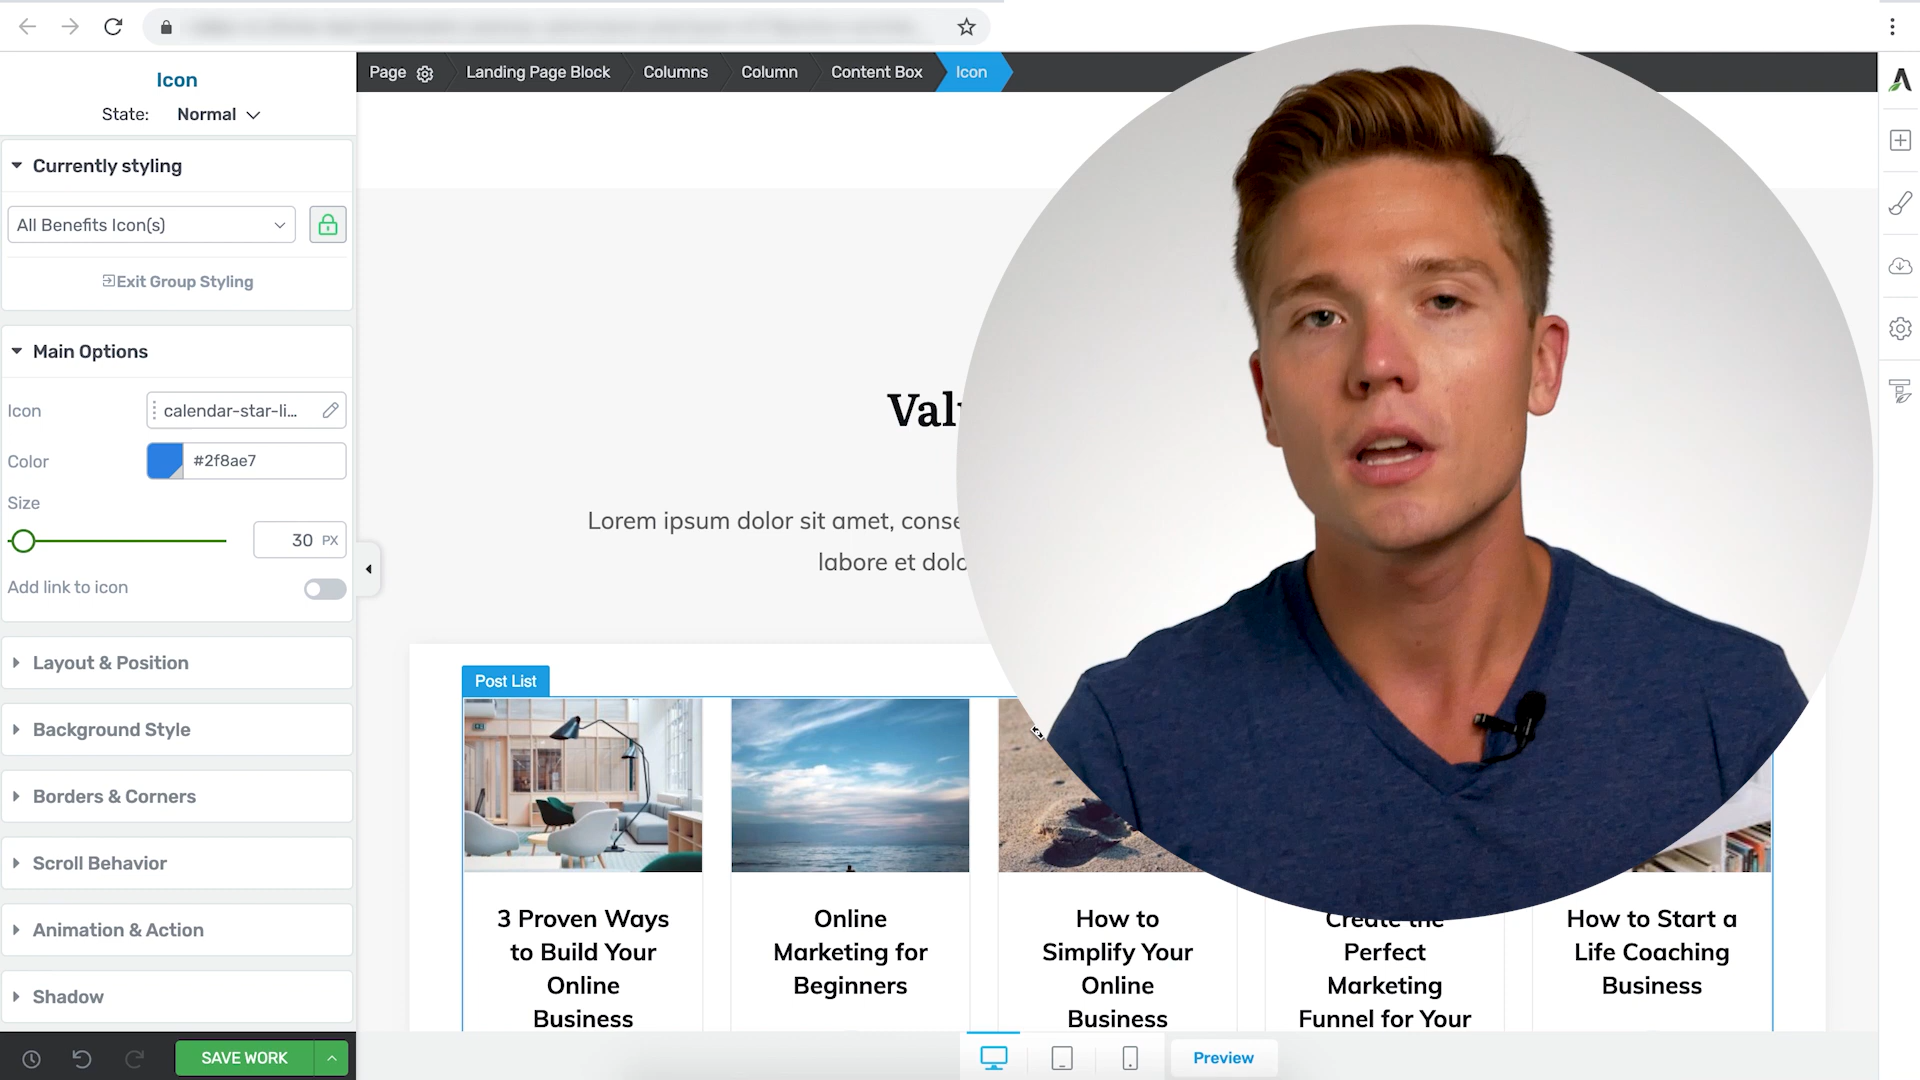 Icon
State: Normal
Currently styling
All Benefits Icon(s)
Exit Group Styling
Main Options
Icon calendar-star-li...
Color #2f8ae7
Size
30 PX
Add link to icon
Layout & Position
Background Style
Borders & Corners
Scroll Behavior
Animation & Action
Shadow
SAVE WORK
Page Landing Page Block Columns Column Content Box Icon
Lorem ipsum dolor sit amet,
labore et
Post List
3 Proven Ways
to Build Your
Online
Business
Online
Marketing for
Beginners
How to
Simplify Your
Online
Business
Create the
Perfect
Marketing
Funnel for Your
How to Start a
Life Coaching
Business
Preview